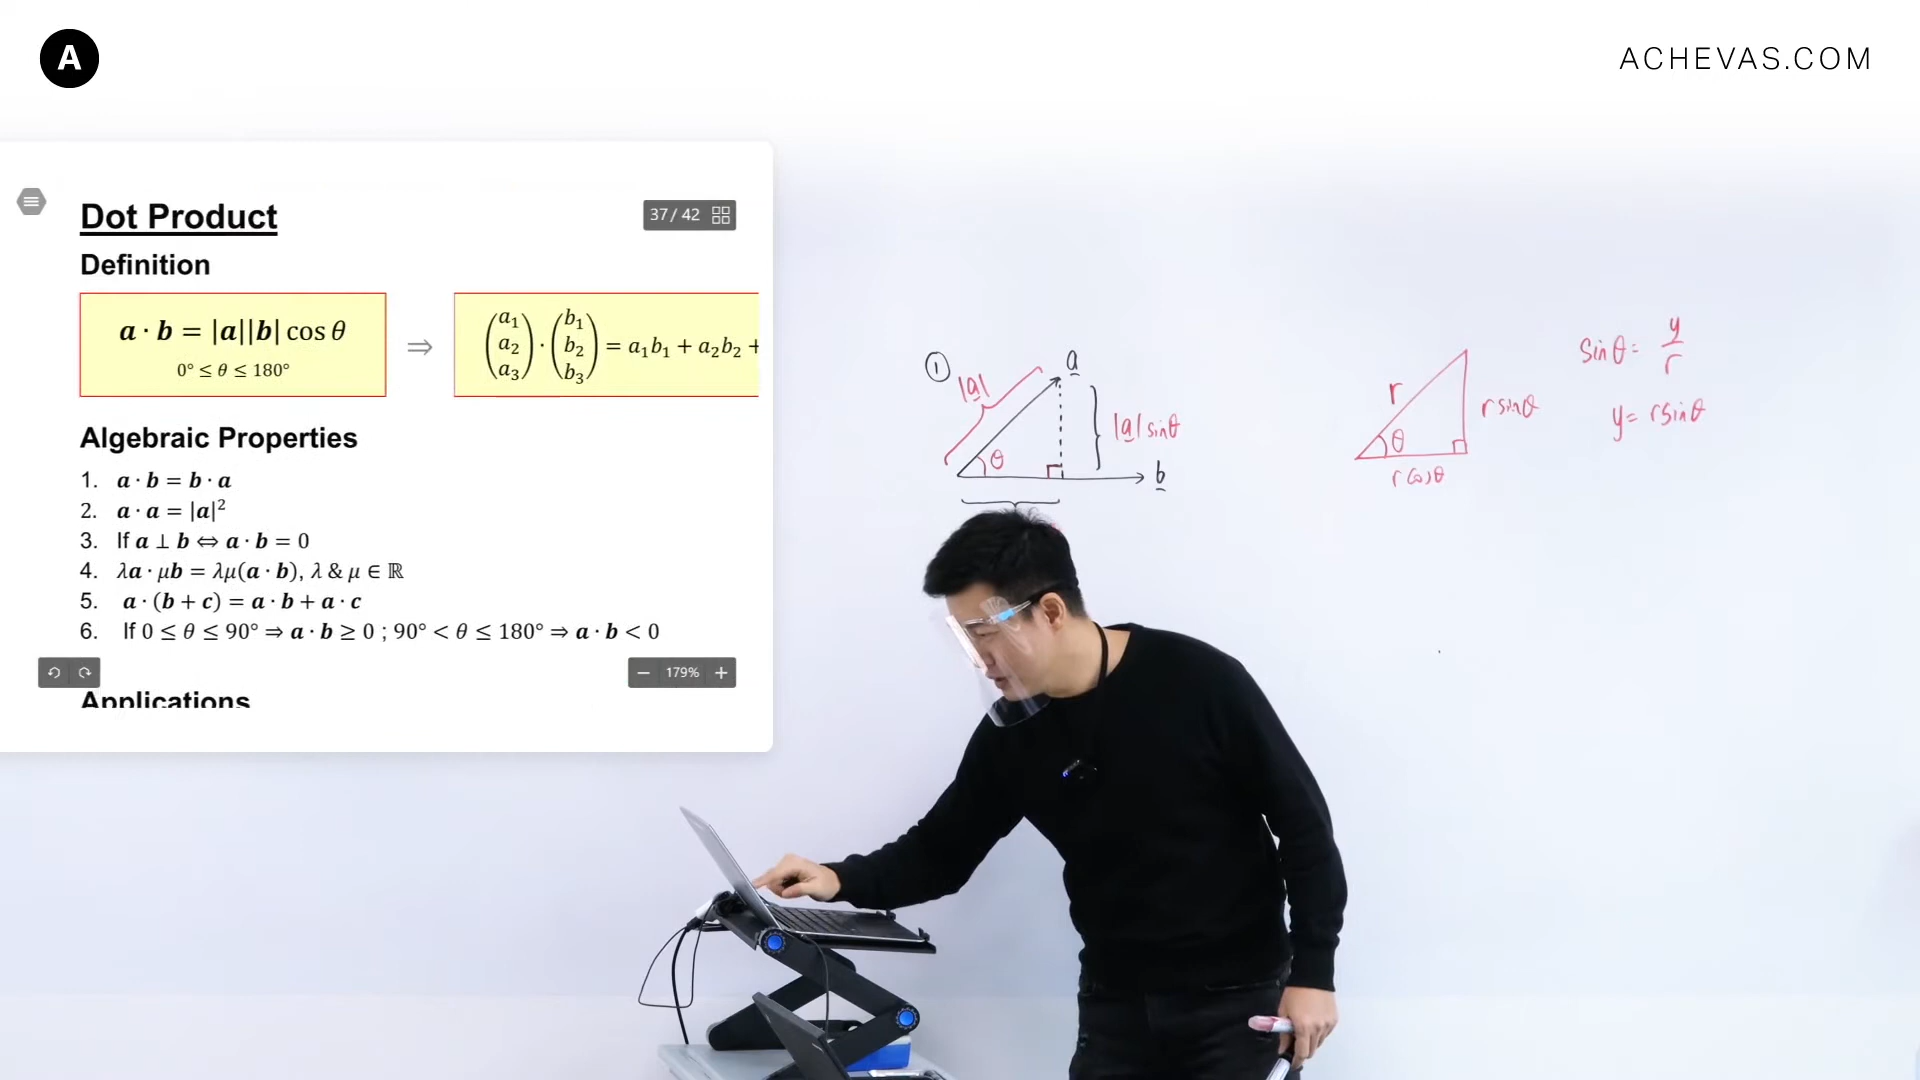 A
ACHEVAS.COM
Dot Product
37 / 42
Definition
a · b = |a||b| cos θ
0° ≤ θ ≤ 180°
⇒
(a₁ a₂ a₃) · (b₁ b₂ b₃) = a₁b₁ + a₂b₂ +
Algebraic Properties
1. a · b = b · a
2. a · a = |a|²
3. If a ⊥ b ⇔ a · b = 0
4. λa · μb = λμ(a · b), λ & μ ∈ ℝ
5. a · (b + c) = a · b + a · c
6. If 0 ≤ θ ≤ 90° ⇒ a · b ≥ 0 ; 90° < θ ≤ 180° ⇒ a · b < 0
− 179% +
Applications
①
|a|
a
θ
|a| sinθ
b
r
θ
r sinθ
r cosθ
sinθ = y/r
y = r sinθ